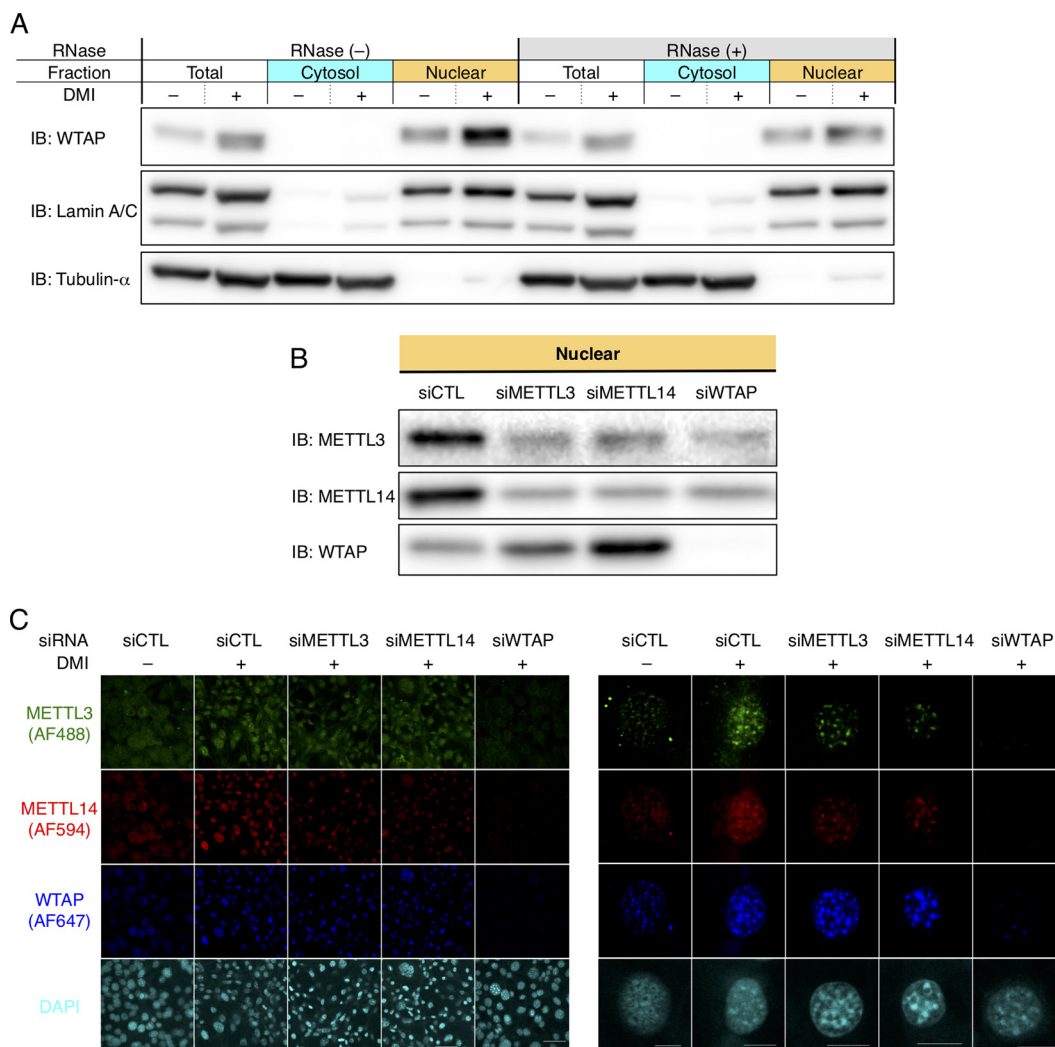 A
RNase RNase (–) RNase (+)
Fraction Total Cytosol Nuclear Total Cytosol Nuclear
DMI – + – + – + – + – + – +
IB: WTAP
IB: Lamin A/C
IB: Tubulin-α
B
Nuclear
siCTL siMETTL3 siMETTL14 siWTAP
IB: METTL3
IB: METTL14
IB: WTAP
C
siRNA siCTL siCTL siMETTL3 siMETTL14 siWTAP siCTL siCTL siMETTL3 siMETTL14 siWTAP
DMI – + + + + – + + + +
METTL3
(AF488)
METTL14
(AF594)
WTAP
(AF647)
DAPI